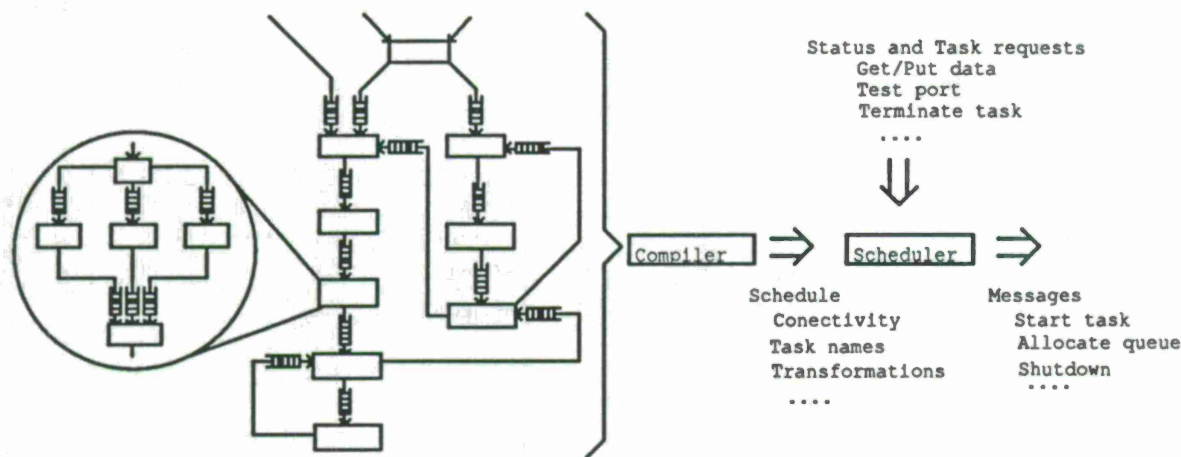 Status and Task requests
Get/Put data
Test port
Terminate task
....
Compiler
Scheduler
Schedule
Conectivity
Task names
Transformations
....
Messages
Start task
Allocate queue
Shutdown
....